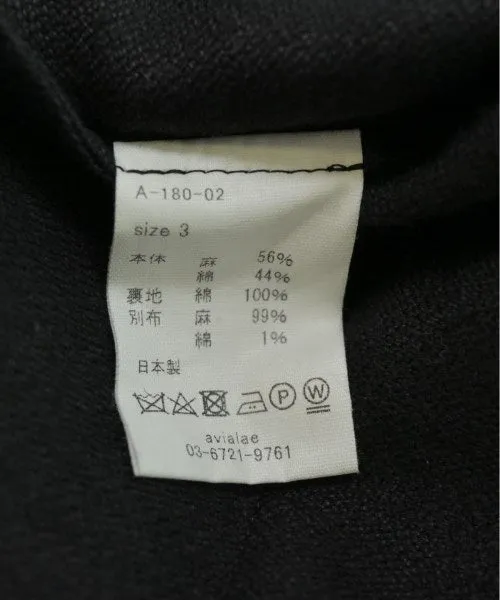 A-180-02
size 3
本体 麻 56%
綿 44%
裏地 綿 100%
別布 麻 99%
綿 1%
日本製
P W
avialae
03-6721-9761